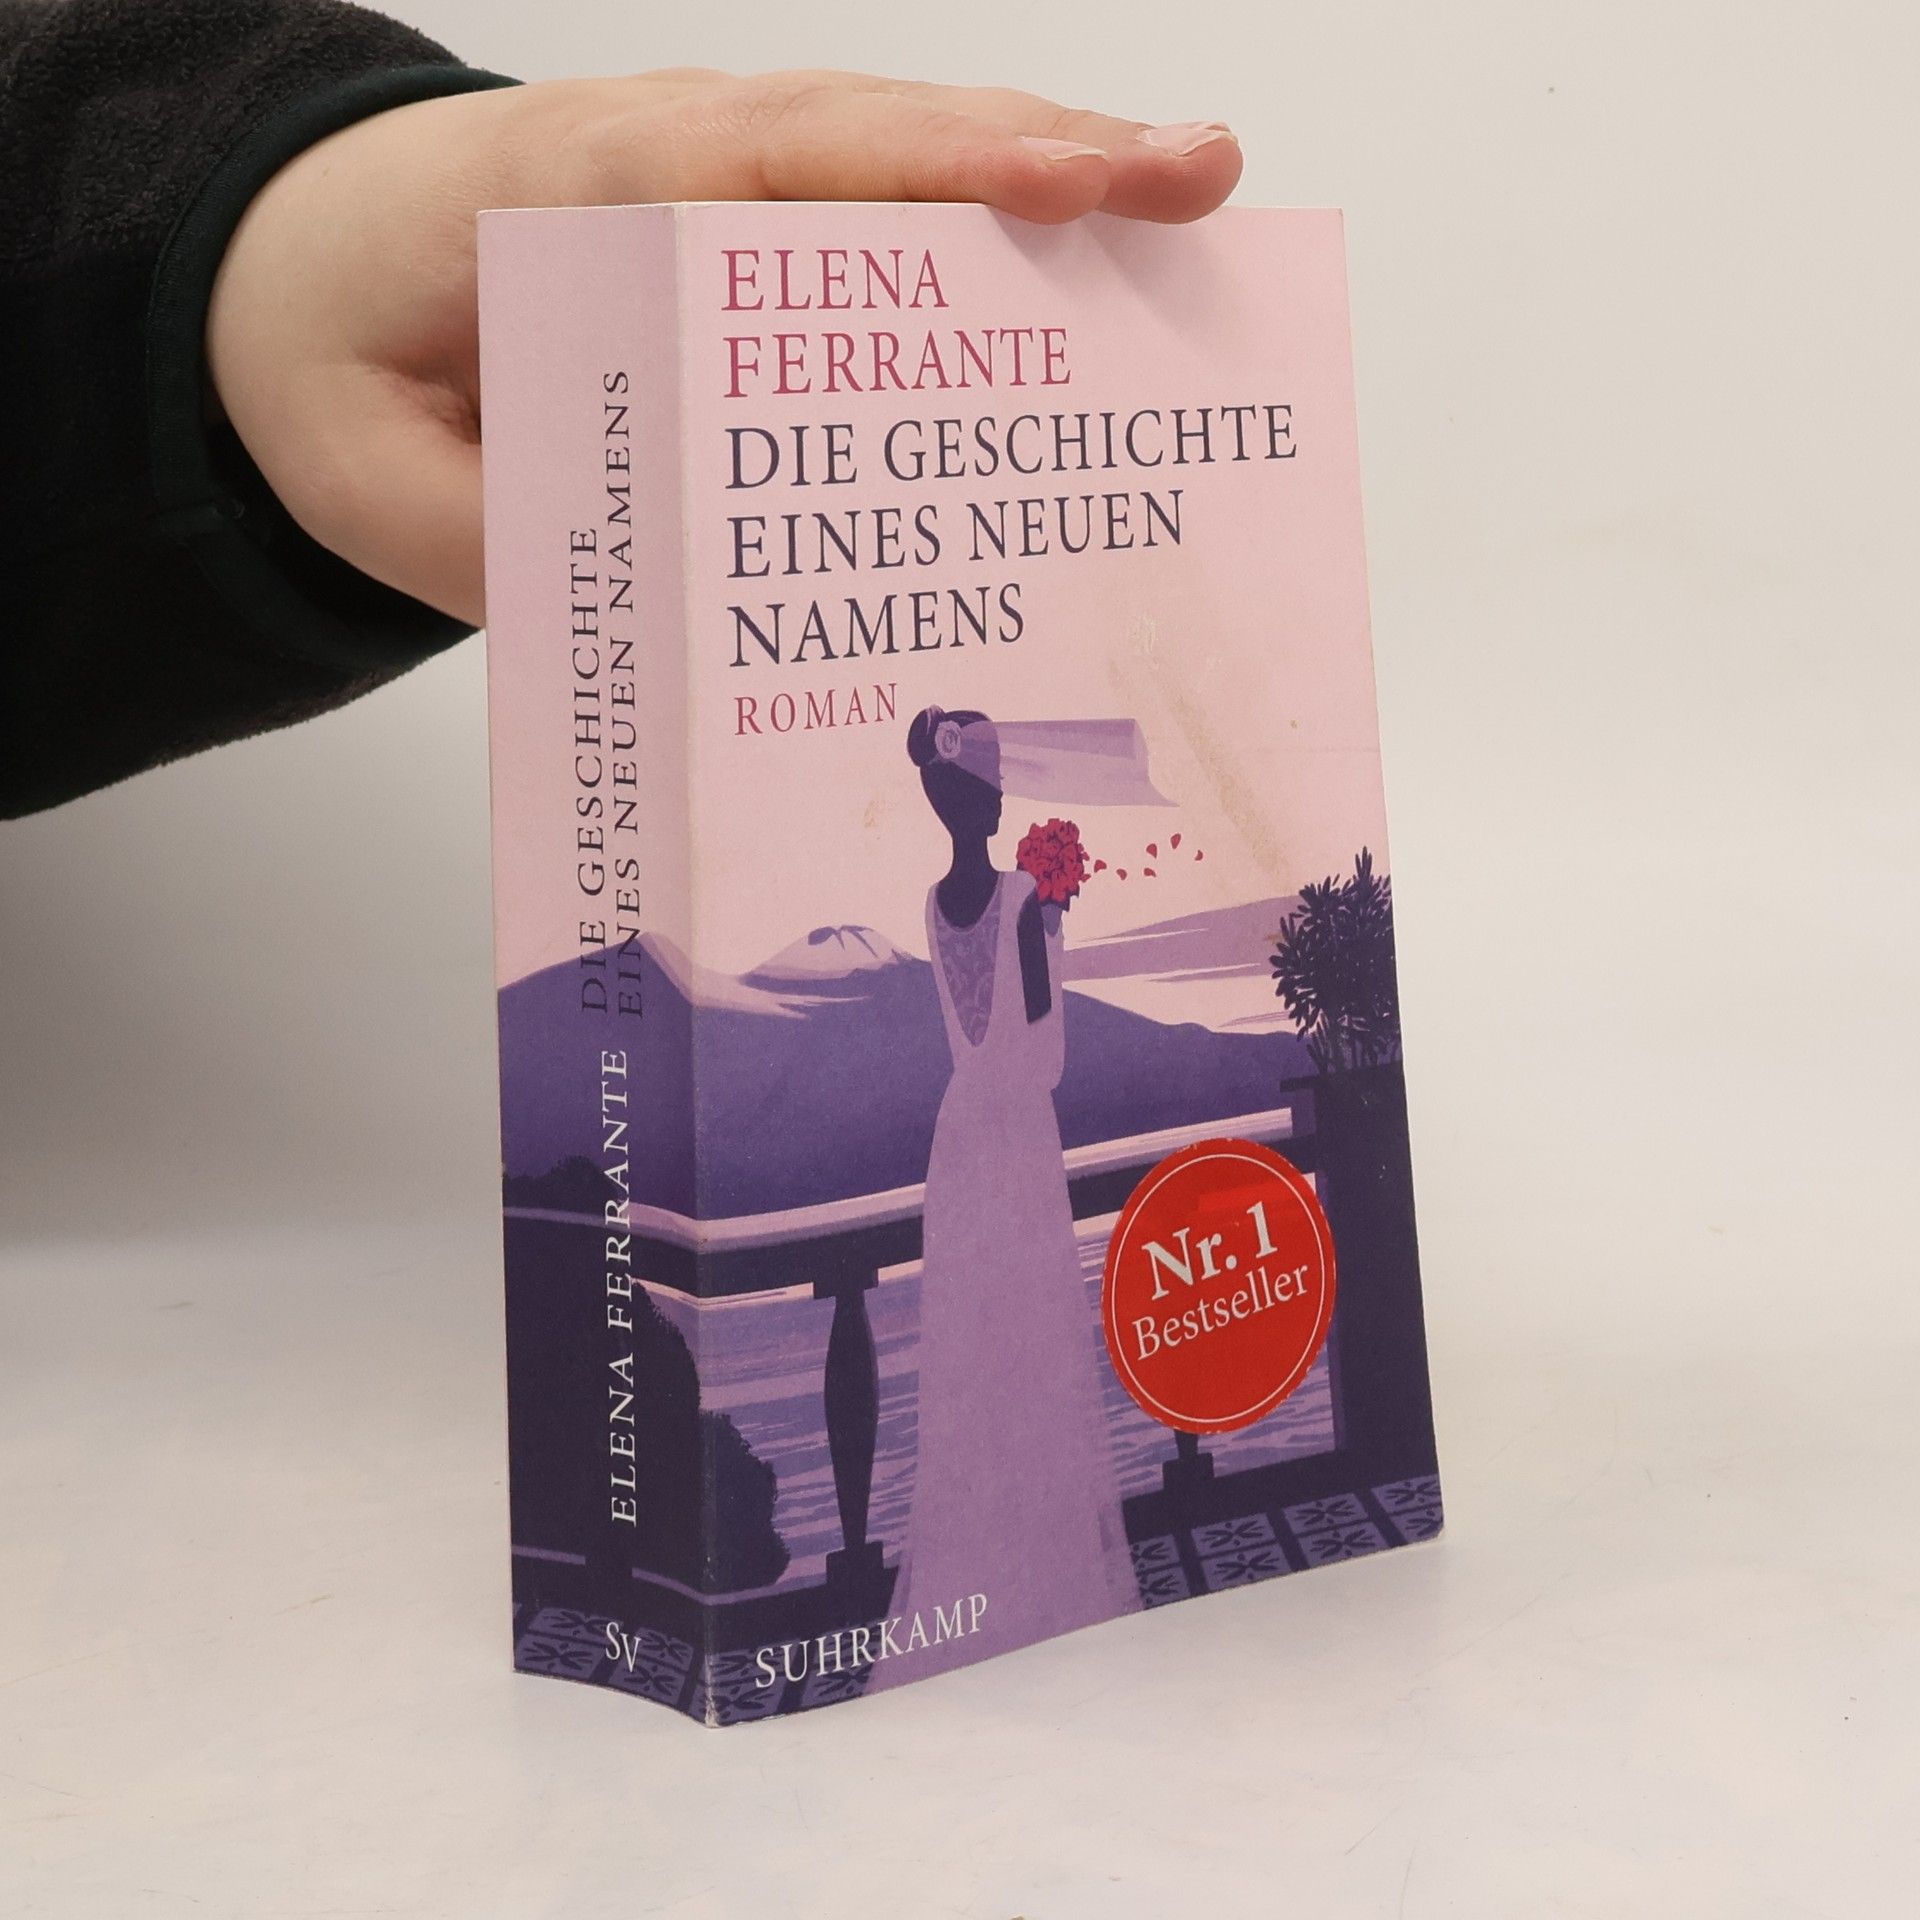 ELENA
FERRANTE
DIE GESCHICHTE
EINES NEUEN
NAMENS
ROMAN
Nr. 1
Bestseller
SUHRKAMP
DIE GESCHICHTE
EINES NEUEN NAMENS
ELENA FERRANTE
SV